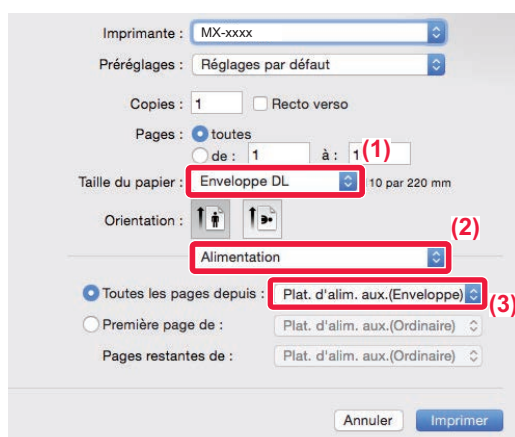 Imprimante : MX-xxxx
Préréglages : Réglages par défaut
Copies : 1 Recto verso
Pages : toutes
de : 1 à : 1 (1)
Taille du papier : Enveloppe DL 10 par 220 mm
Orientation :
(2)
Alimentation
Toutes les pages depuis : Plat. d'alim. aux.(Enveloppe)
(3)
Première page de : Plat. d'alim. aux.(Ordinaire)
Pages restantes de : Plat. d'alim. aux.(Ordinaire)
Annuler Imprimer